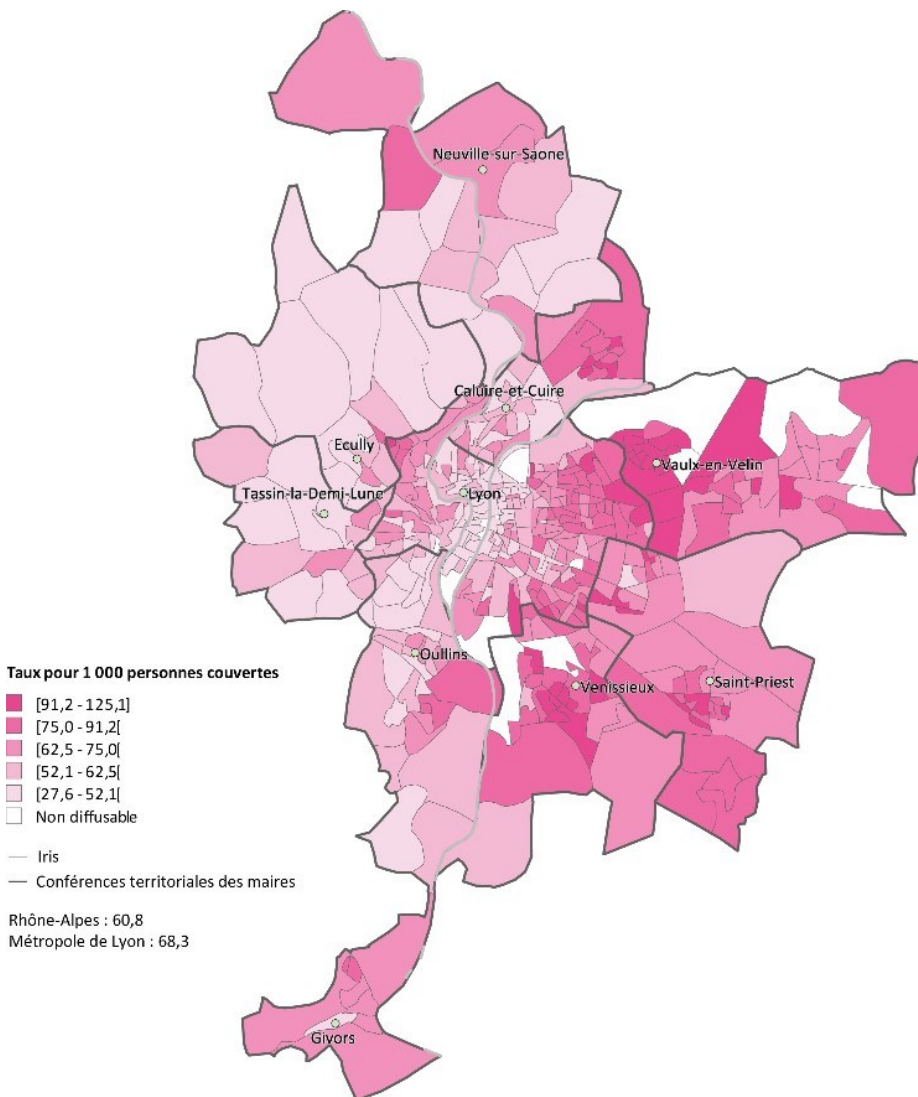 Neuville-sur-Saone
Caluire-et-Cuire
Ecully
Vaulx-en-Velin
Tassin-la-Demi-Lune
Lyon
Oullins
Venissieux
Saint-Priest
Taux pour 1 000 personnes couvertes
[91,2 - 125,1]
[75,0 - 91,2[
[62,5 - 75,0[
[52,1 - 62,5[
[27,6 - 52,1[
Non diffusable
Iris
Conférences territoriales des maires
Rhône-Alpes : 60,8
Métropole de Lyon : 68,3
Givors